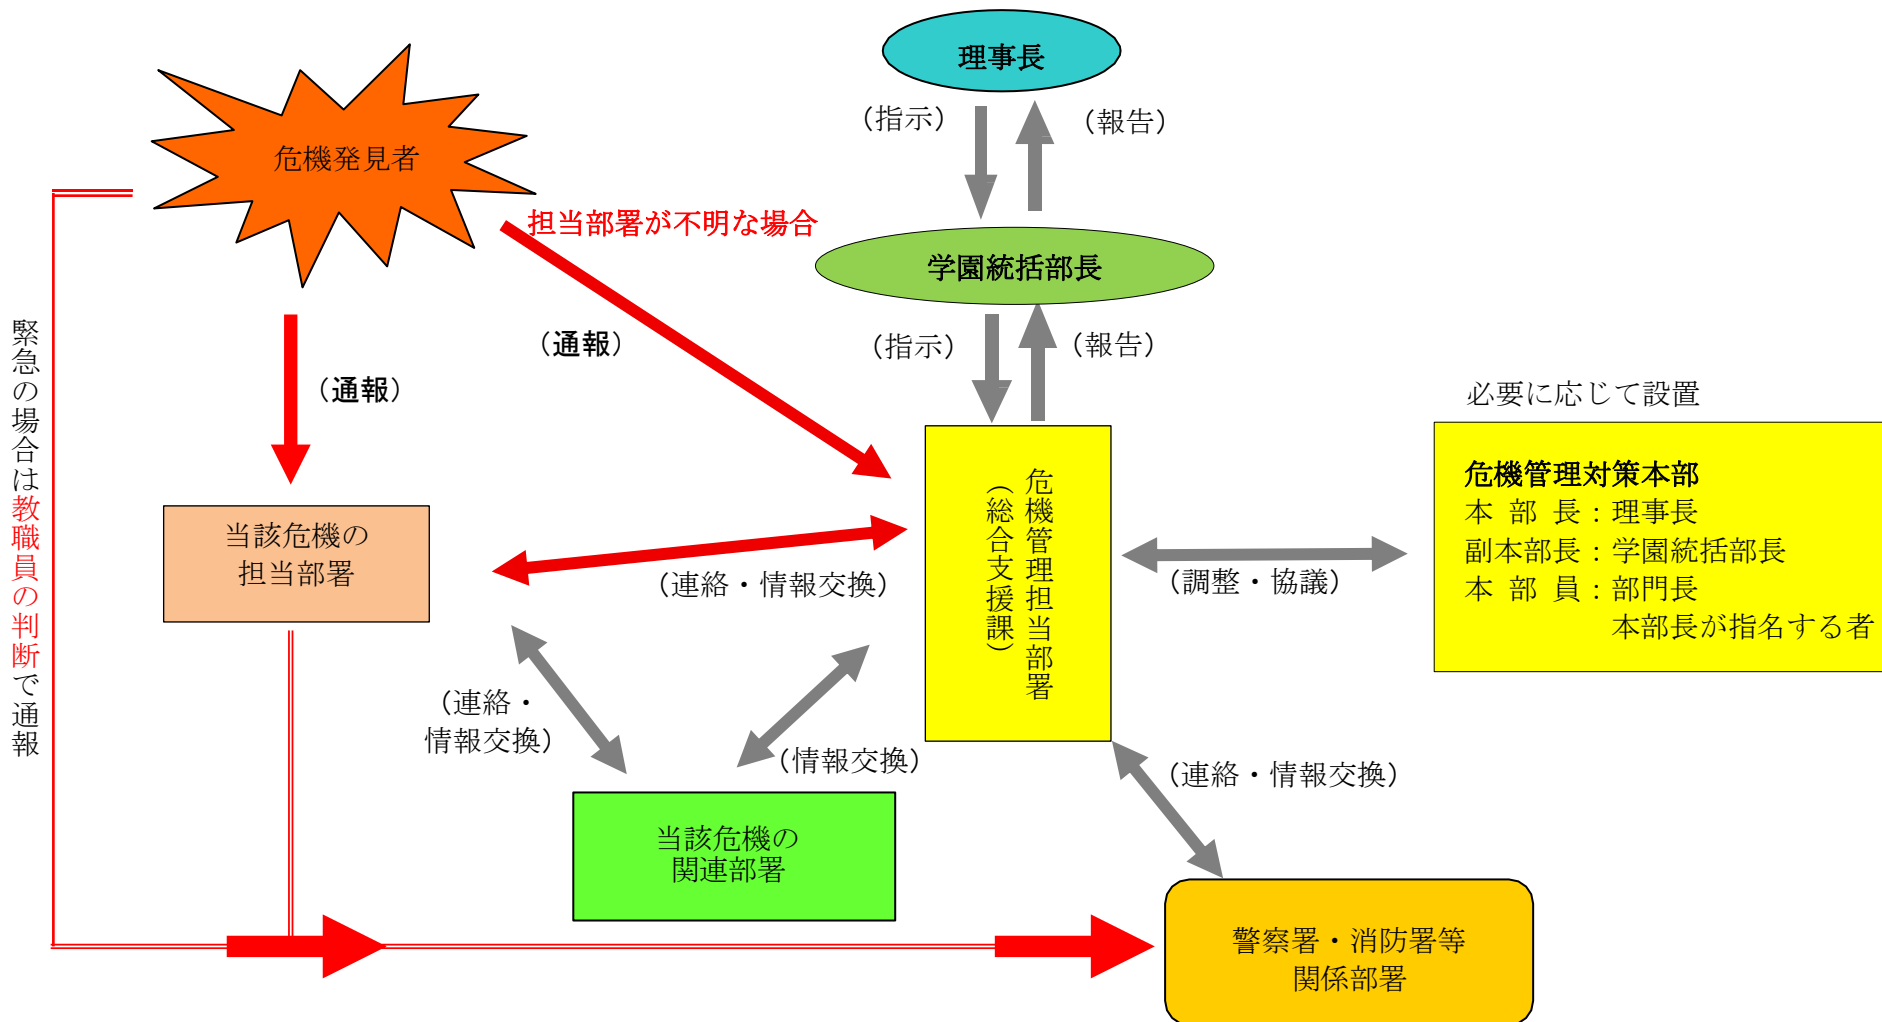 理事長
（指示）
（報告）
危機発見者
担当部署が不明な場合
学園統括部長
（通報）
（指示）
（報告）
（通報）
緊急の場合は教職員の判断で通報
必要に応じて設置
危機管理対策本部
本 部 長：理事長
副本部長：学園統括部長
本 部 員：部門長
本部長が指名する者
危機管理担当部署
（総合支援課）
当該危機の
担当部署
（連絡・情報交換）
（調整・協議）
（連絡・
情報交換）
（情報交換）
（連絡・情報交換）
当該危機の
関連部署
警察署・消防署等
関係部署